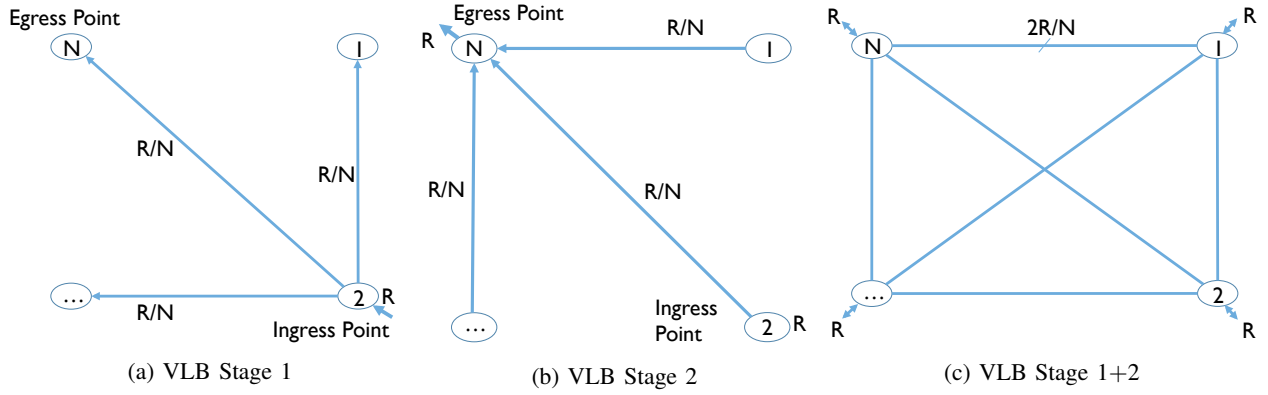 Egress Point
N
1
R/N
R/N
...
R/N
2
R
Ingress Point
(a) VLB Stage 1
Egress Point
R
N
R/N
1
R/N
R/N
Ingress
Point
...
2
R
(b) VLB Stage 2
R
R
N
2R/N
1
...
2
R
R
(c) VLB Stage 1+2